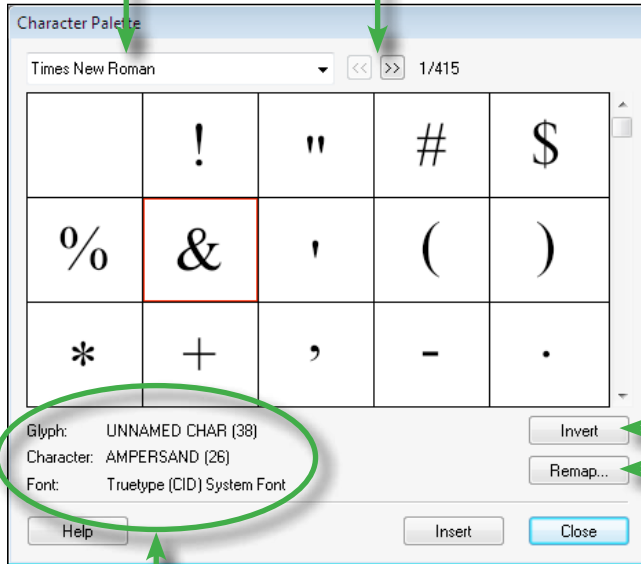 Character Palette
Times New Roman << >> 1/415
! " # $
% & ' ( )
* + , - .
Glyph: UNNAMED CHAR (38)
Character: AMPERSAND (26)
Font: Truetype (CID) System Font
Invert
Remap...
Help Insert Close